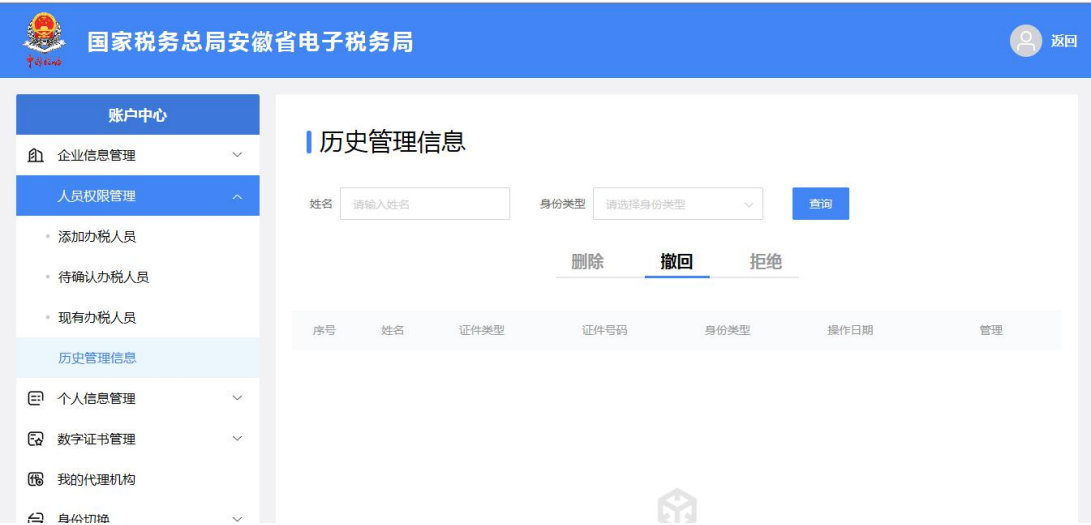 国家税务总局安徽省电子税务局
返回
账户中心
企业信息管理
人员权限管理
添加办税人员
待确认办税人员
现有办税人员
历史管理信息
个人信息管理
数字证书管理
我的代理机构
身份切换
历史管理信息
姓名 请输入姓名 身份类型 请选择身份类型 查询
删除 撤回 拒绝
序号 姓名 证件类型 证件号码 身份类型 操作日期 管理